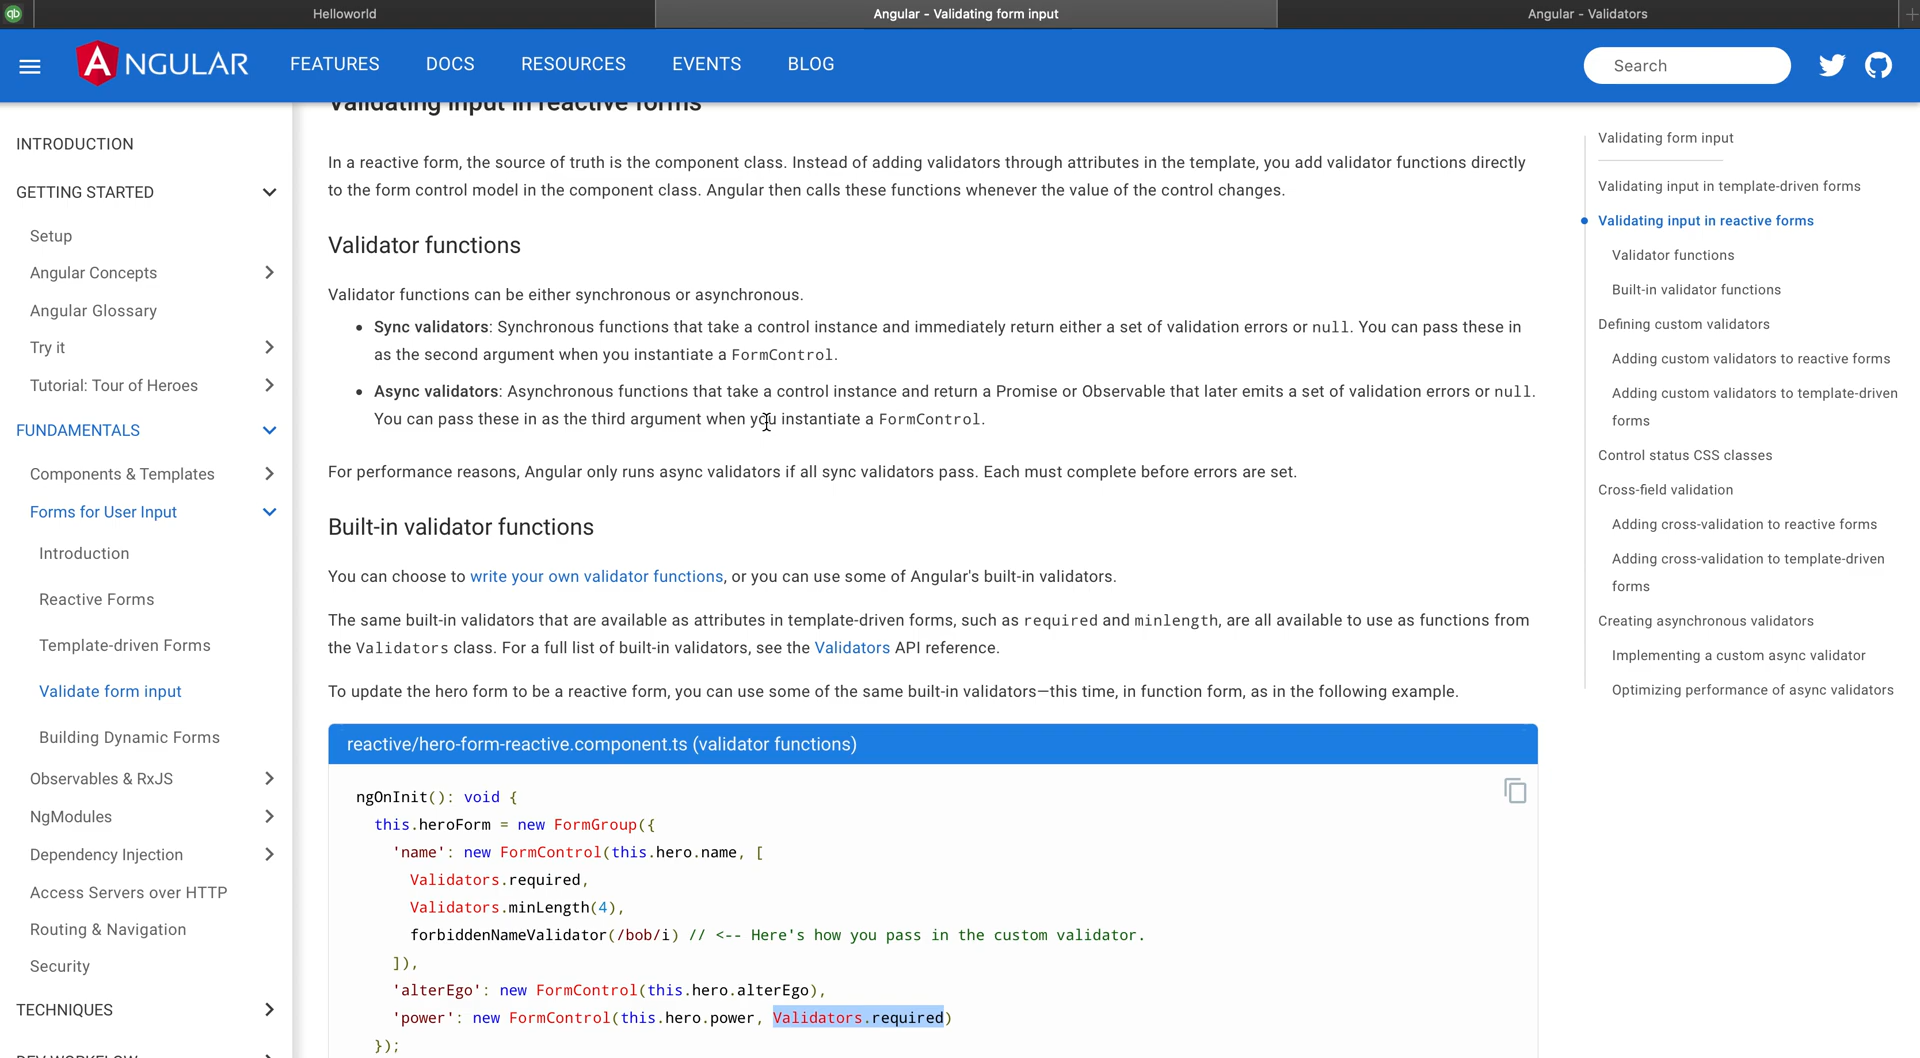 Helloworld
Angular - Validating form input
Angular - Validators
qb
ANGULAR
FEATURES
DOCS
RESOURCES
EVENTS
BLOG
Search
INTRODUCTION
GETTING STARTED
Setup
Angular Concepts
Angular Glossary
Try it
Tutorial: Tour of Heroes
FUNDAMENTALS
Components & Templates
Forms for User Input
Introduction
Reactive Forms
Template-driven Forms
Validate form input
Building Dynamic Forms
Observables & RxJS
NgModules
Dependency Injection
Access Servers over HTTP
Routing & Navigation
Security
TECHNIQUES
DEV WORKFLOW
Validating input in reactive forms
In a reactive form, the source of truth is the component class. Instead of adding validators through attributes in the template, you add validator functions directly
to the form control model in the component class. Angular then calls these functions whenever the value of the control changes.
Validator functions
Validator functions can be either synchronous or asynchronous.
• Sync validators: Synchronous functions that take a control instance and immediately return either a set of validation errors or null. You can pass these in
as the second argument when you instantiate a FormControl.
• Async validators: Asynchronous functions that take a control instance and return a Promise or Observable that later emits a set of validation errors or null.
You can pass these in as the third argument when you instantiate a FormControl.
For performance reasons, Angular only runs async validators if all sync validators pass. Each must complete before errors are set.
Built-in validator functions
You can choose to write your own validator functions, or you can use some of Angular's built-in validators.
The same built-in validators that are available as attributes in template-driven forms, such as required and minlength, are all available to use as functions from
the Validators class. For a full list of built-in validators, see the Validators API reference.
To update the hero form to be a reactive form, you can use some of the same built-in validators—this time, in function form, as in the following example.
reactive/hero-form-reactive.component.ts (validator functions)
ngOnInit(): void {
this.heroForm = new FormGroup({
'name': new FormControl(this.hero.name, [
Validators.required,
Validators.minLength(4),
forbiddenNameValidator(/bob/i) // <-- Here's how you pass in the custom validator.
]),
'alterEgo': new FormControl(this.hero.alterEgo),
'power': new FormControl(this.hero.power, Validators.required)
});
Validating form input
Validating input in template-driven forms
Validating input in reactive forms
Validator functions
Built-in validator functions
Defining custom validators
Adding custom validators to reactive forms
Adding custom validators to template-driven
forms
Control status CSS classes
Cross-field validation
Adding cross-validation to reactive forms
Adding cross-validation to template-driven
forms
Creating asynchronous validators
Implementing a custom async validator
Optimizing performance of async validators